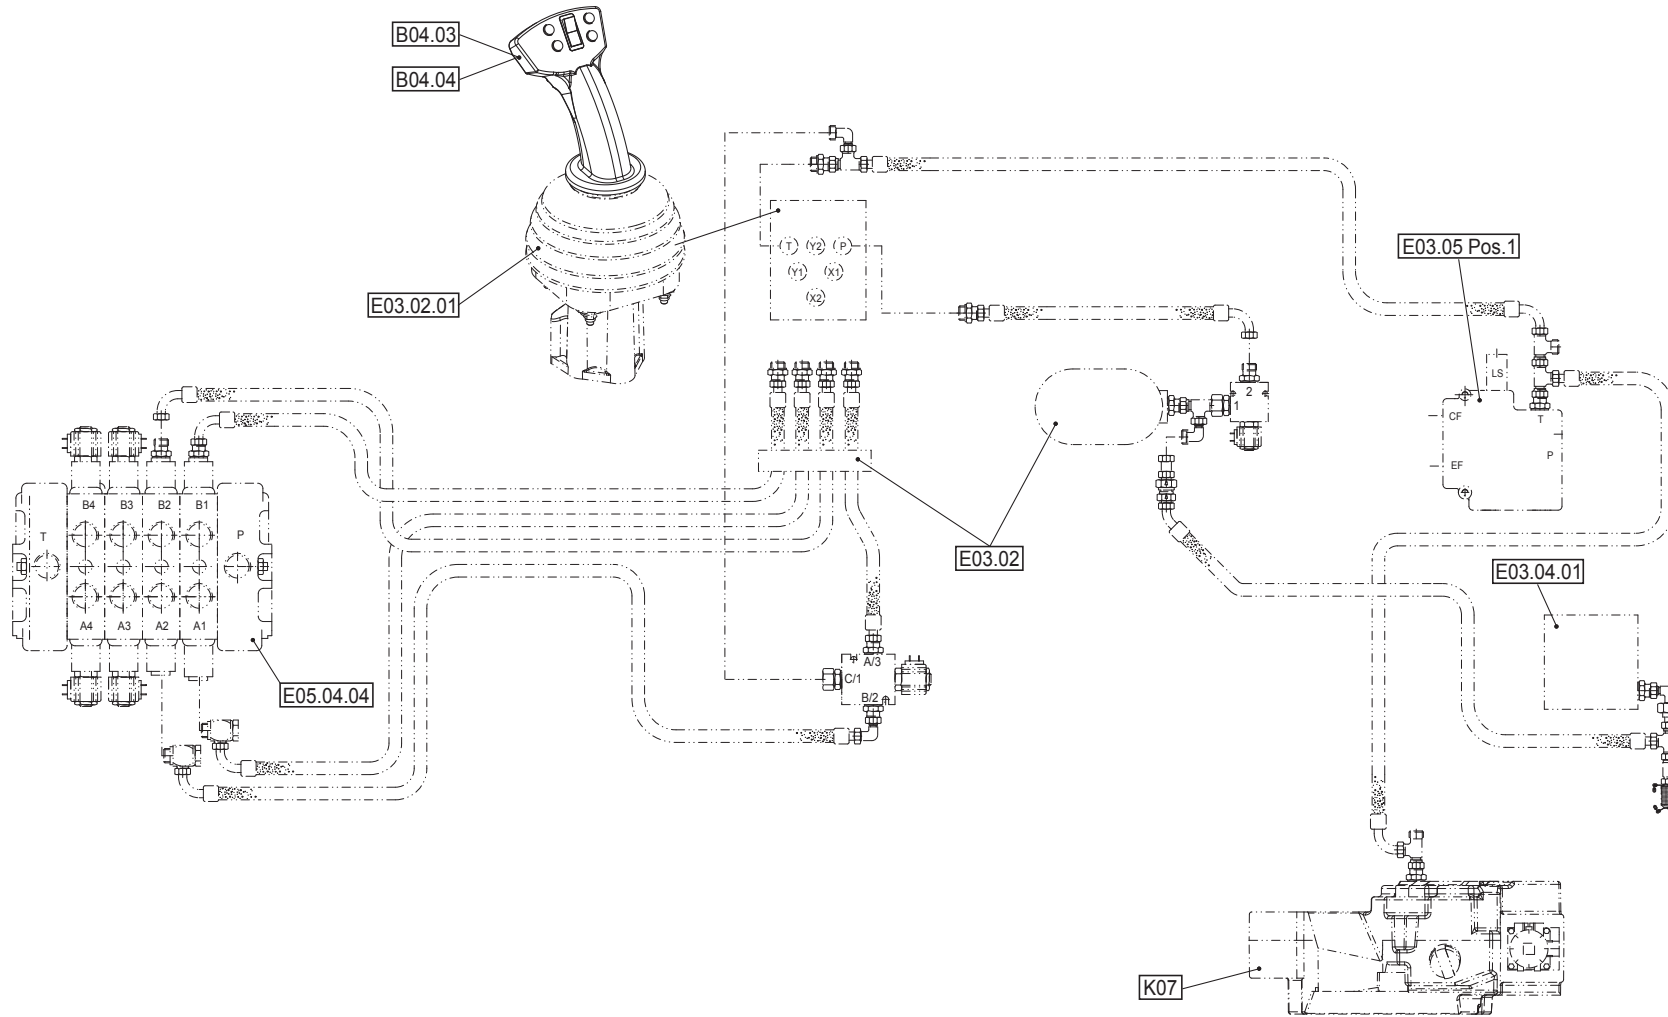 B04.03
B04.04
E03.02.01
T Y2 P
Y1 X1
X2
E03.05 Pos.1
LS
CF T
EF P
2
1
E03.02
E03.04.01
B4 B3 B2 B1
T P
A4 A3 A2 A1
E05.04.04
A/3
C/1
B/2
K07